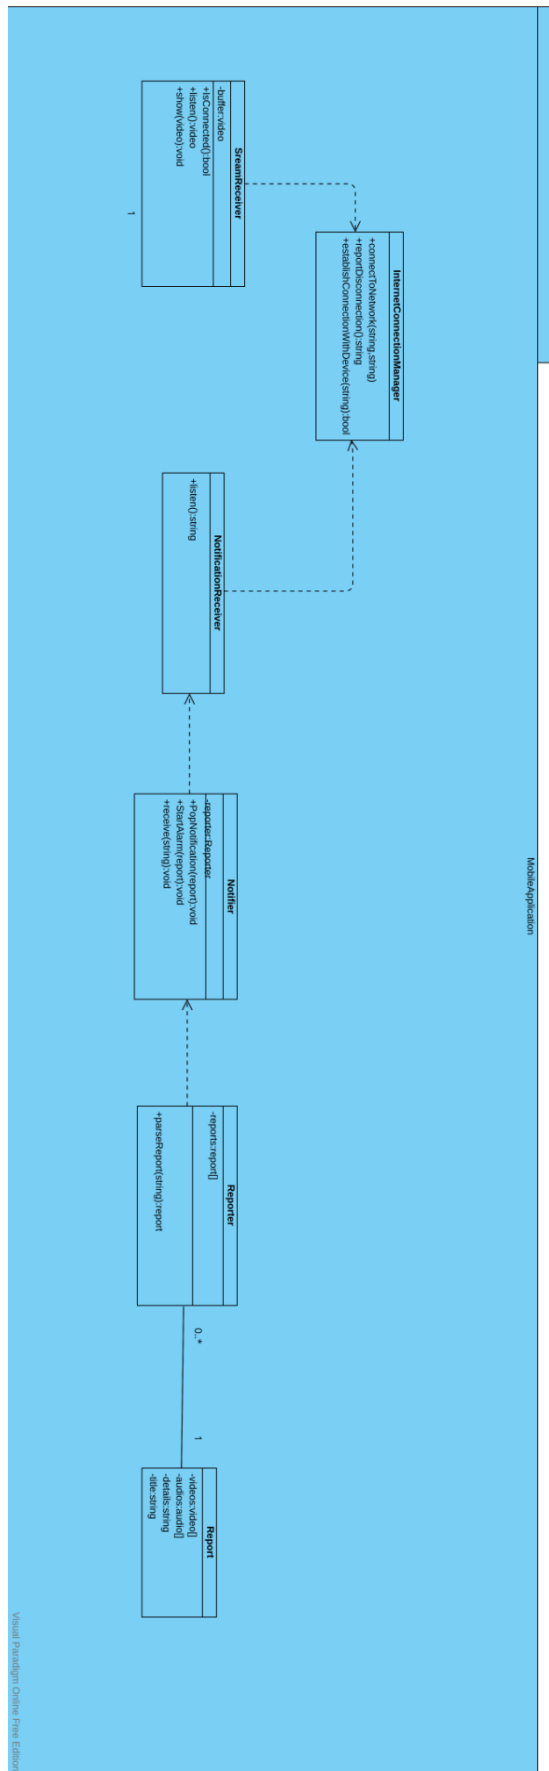 MobileApplication
InternetConnectionManager
+connectToNetwork(string,string)
+reportDisconnection():string
+establishConnectionWithDevice(string):bool
SreamReceiver
-buffer:video
+IsConnected():bool
+listen():video
+show(video):void
1
NotificationReceiver
+listen():string
Notifier
-reporter:Reporter
+PopNotification(report):void
+StartAlarm(report):void
+receive(string):void
Reporter
-reports:report[]
+parseReport(string):report
0..*
1
Report
-videos:video[]
-audios:audio[]
-details:string
-title:string
Visual Paradigm Online Free Edition